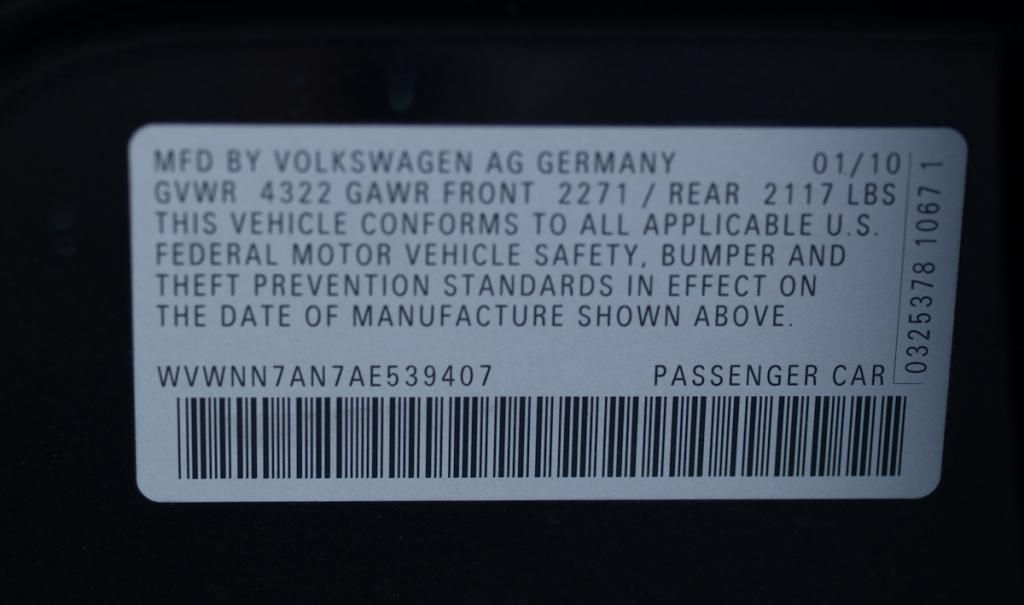 MFD BY VOLKSWAGEN AG GERMANY 01/10
GVWR 4322 GAWR FRONT 2271 / REAR 2117 LBS
THIS VEHICLE CONFORMS TO ALL APPLICABLE U.S.
FEDERAL MOTOR VEHICLE SAFETY, BUMPER AND
THEFT PREVENTION STANDARDS IN EFFECT ON
THE DATE OF MANUFACTURE SHOWN ABOVE.
WVWNN7AN7AE539407 PASSENGER CAR
0325378 1067 1